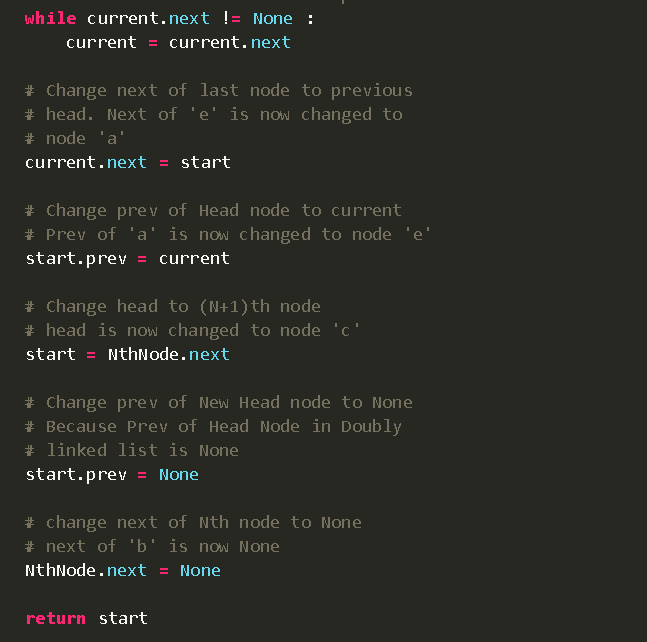 while current.next != None :
    current = current.next

# Change next of last node to previous
# head. Next of 'e' is now changed to
# node 'a'
current.next = start

# Change prev of Head node to current
# Prev of 'a' is now changed to node 'e'
start.prev = current

# Change head to (N+1)th node
# head is now changed to node 'c'
start = NthNode.next

# Change prev of New Head node to None
# Because Prev of Head Node in Doubly
# linked list is None
start.prev = None

# change next of Nth node to None
# next of 'b' is now None
NthNode.next = None

return start